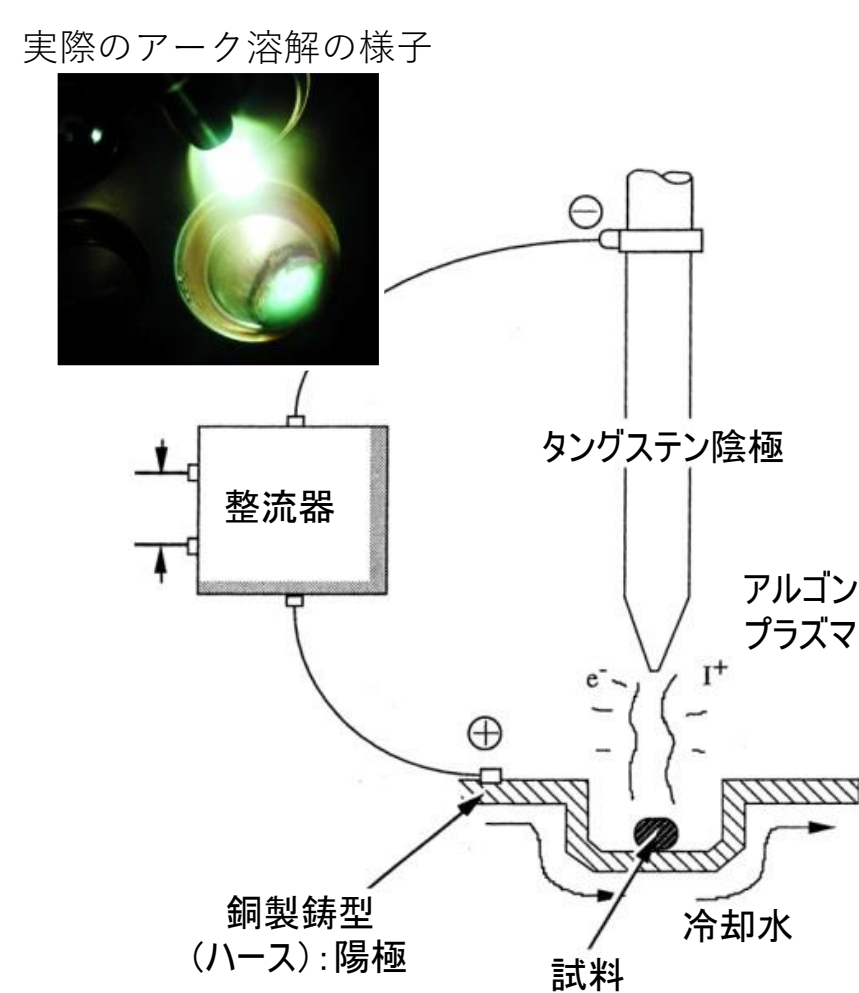 実際のアーク溶解の様子
⊖
タングステン陰極
整流器
アルゴン
プラズマ
e⁻
I⁺
⊕
銅製鋳型
(ハース):陽極
冷却水
試料